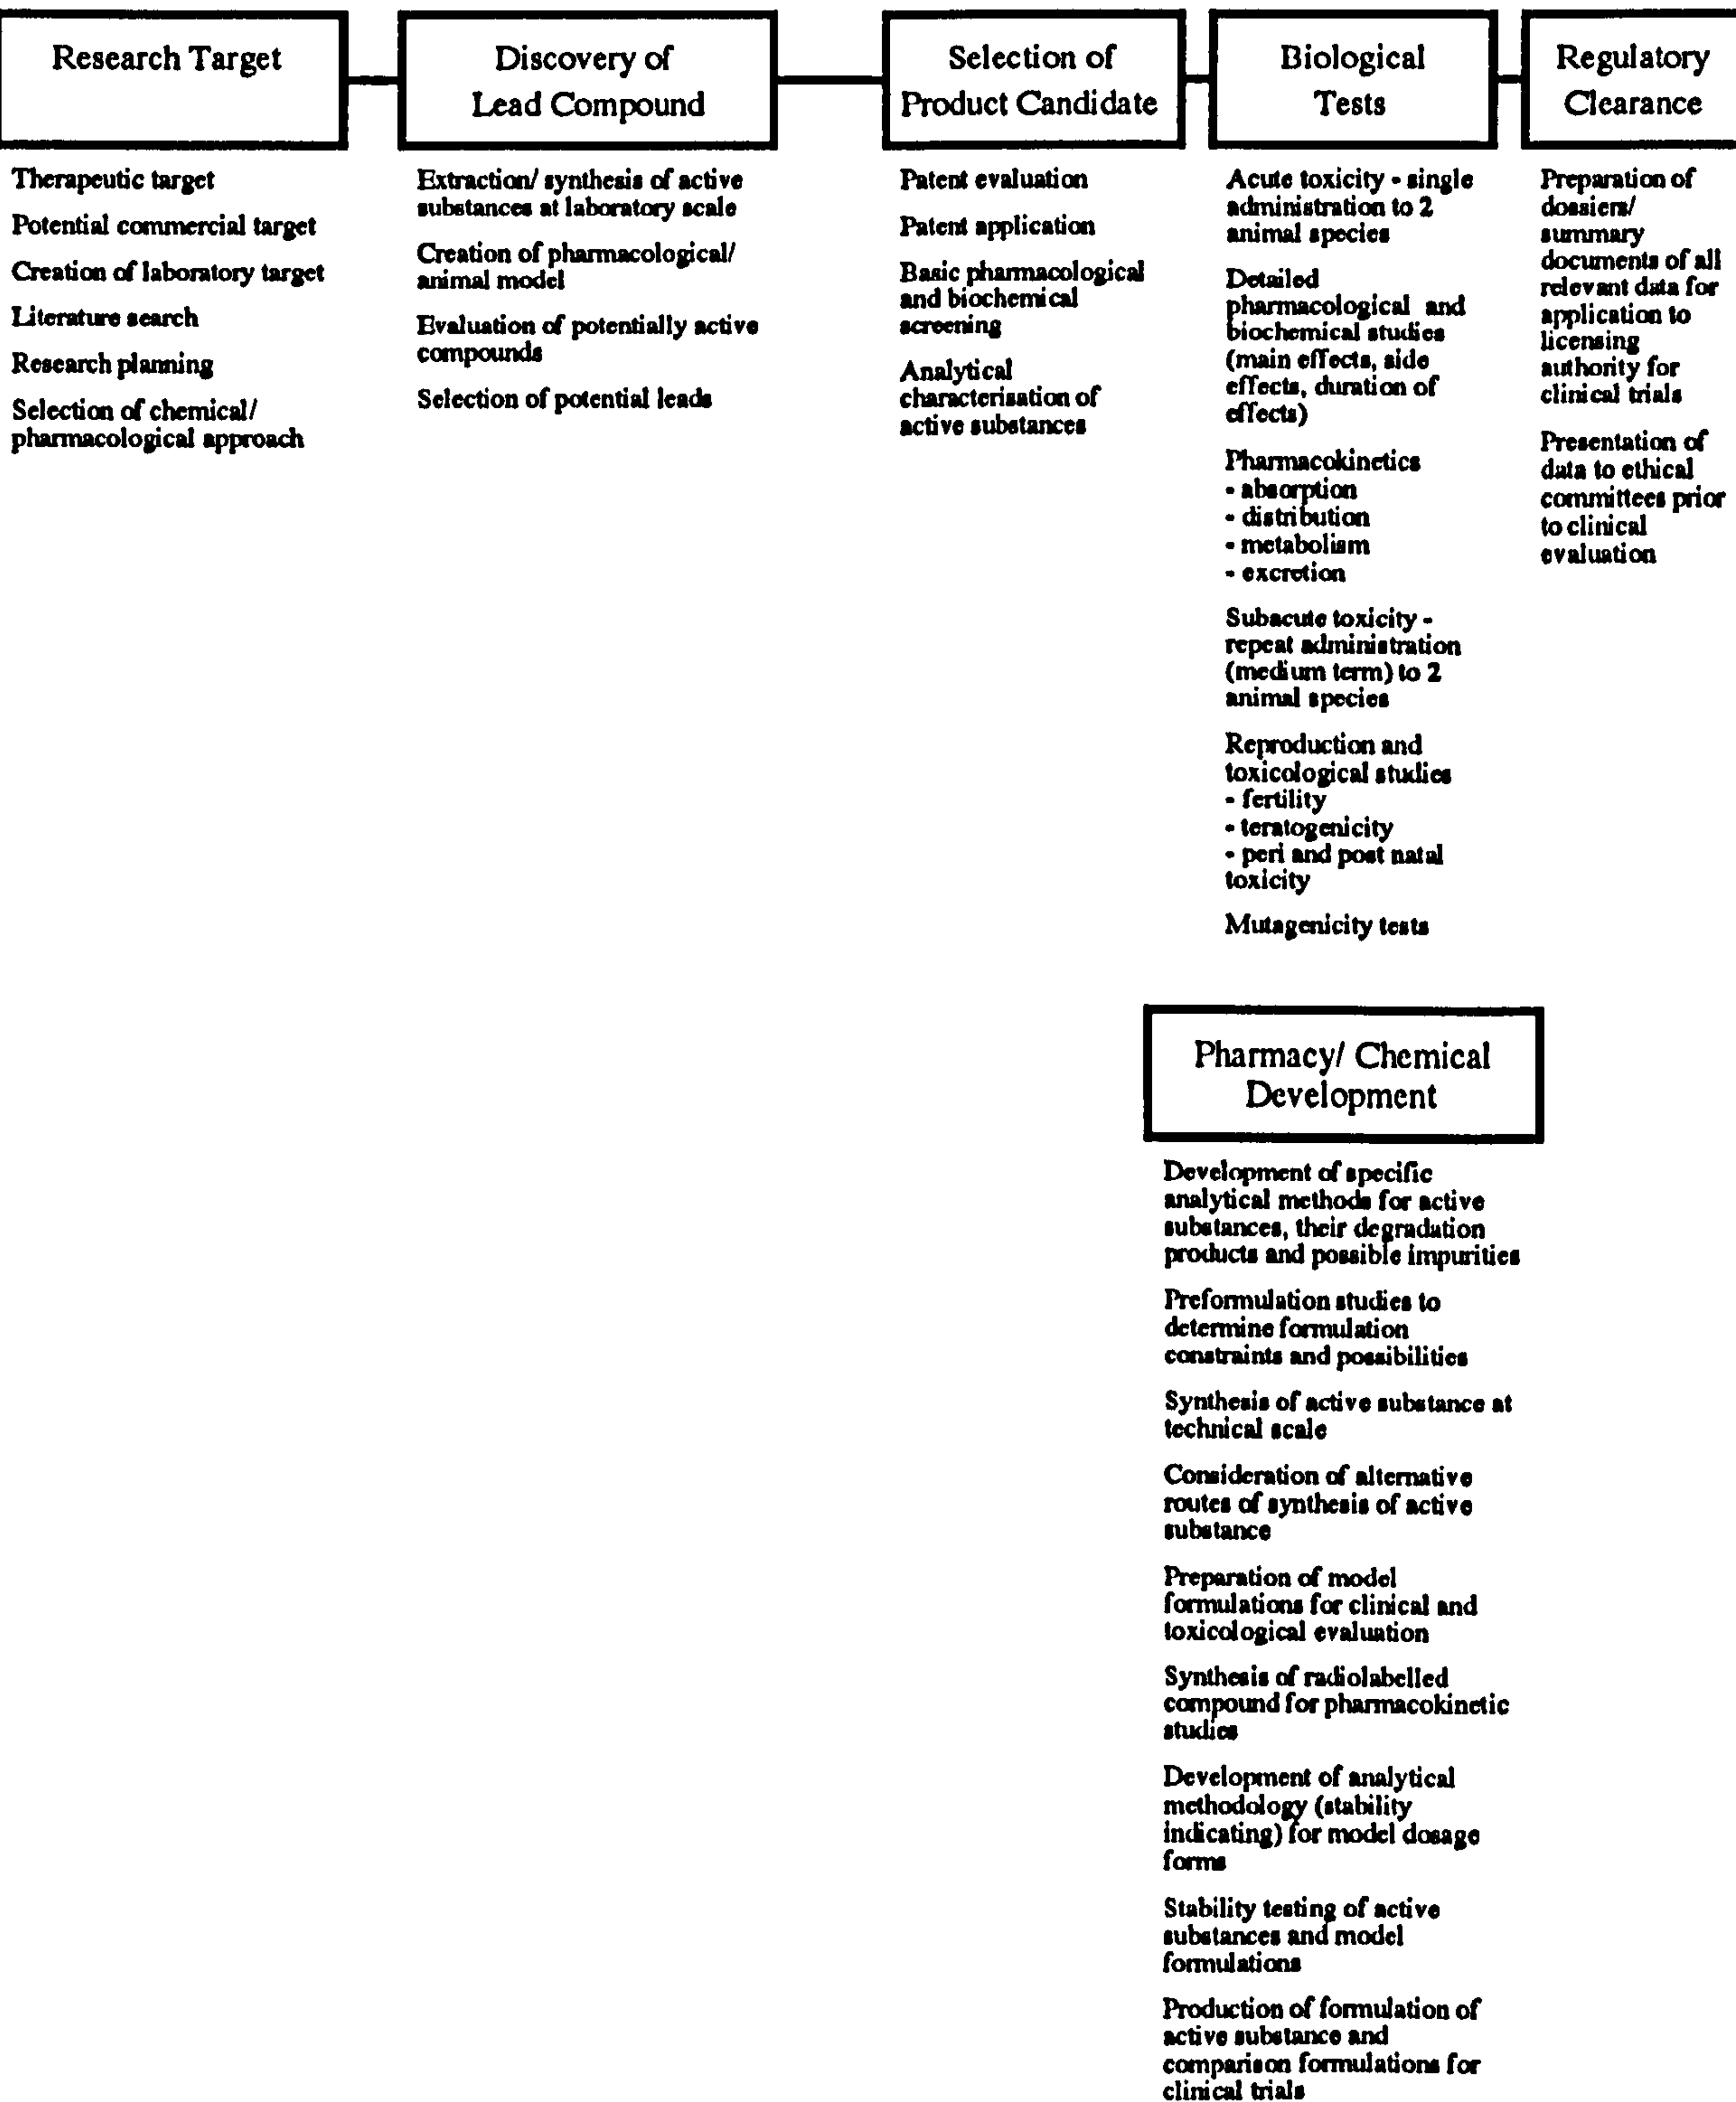 Research Target
Discovery of
Lead Compound
Selection of
Product Candidate
Biological
Tests
Regulatory
Clearance
Therapeutic target
Potential commercial target
Creation of laboratory target
Literature search
Research planning
Selection of chemical/
pharmacological approach
Extraction/ synthesis of active
substances at laboratory scale
Creation of pharmacological/
animal model
Evaluation of potentially active
compounds
Selection of potential leads
Patent evaluation
Patent application
Basic pharmacological
and biochemical
screening
Analytical
characterisation of
active substances
Acute toxicity - single
administration to 2
animal species
Detailed
pharmacological and
biochemical studies
(main effects, side
effects, duration of
effects)
Pharmacokinetics
- absorption
- distribution
- metabolism
- excretion
Subacute toxicity -
repeat administration
(medium term) to 2
animal species
Reproduction and
toxicological studies
- fertility
- teratogenicity
- peri and post natal
toxicity
Mutagenicity tests
Preparation of
dossiers/
summary
documents of all
relevant data for
application to
licensing
authority for
clinical trials
Presentation of
data to ethical
committees prior
to clinical
evaluation
Pharmacy/ Chemical
Development
Development of specific
analytical methods for active
substances, their degradation
products and possible impurities
Preformulation studies to
determine formulation
constraints and possibilities
Synthesis of active substance at
technical scale
Consideration of alternative
routes of synthesis of active
substance
Preparation of model
formulations for clinical and
toxicological evaluation
Synthesis of radiolabelled
compound for pharmacokinetic
studies
Development of analytical
methodology (stability
indicating) for model dosage
forms
Stability testing of active
substances and model
formulations
Production of formulation of
active substance and
comparison formulations for
clinical trials